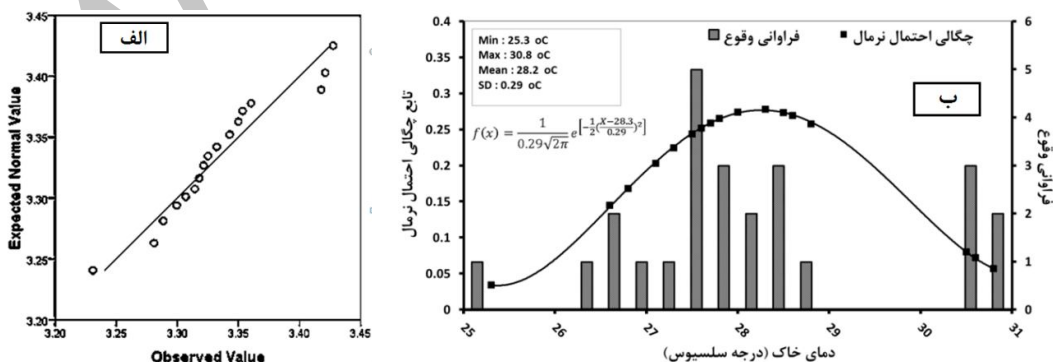 الف
Expected Normal Value
3.45
3.40
3.35
3.30
3.25
3.20
3.20 3.25 3.30 3.35 3.40 3.45
Observed Value
ب
Min : 25.3 oC
Max : 30.8 oC
Mean : 28.2 oC
SD : 0.29 oC
فراوانی وقوع
چگالی احتمال نرمال
f(x) = \frac{1}{0.29\sqrt{2\pi}} e^{\left[-\frac{1}{2}\left(\frac{X-28.3}{0.29}\right)^2\right]}
تابع چگالی احتمال نرمال
0.4
0.35
0.3
0.25
0.2
0.15
0.1
0.05
0
فراوانی وقوع
6
5
4
3
2
1
0
25 26 27 28 29 30 31
دمای خاک (درجه سلسیوس)